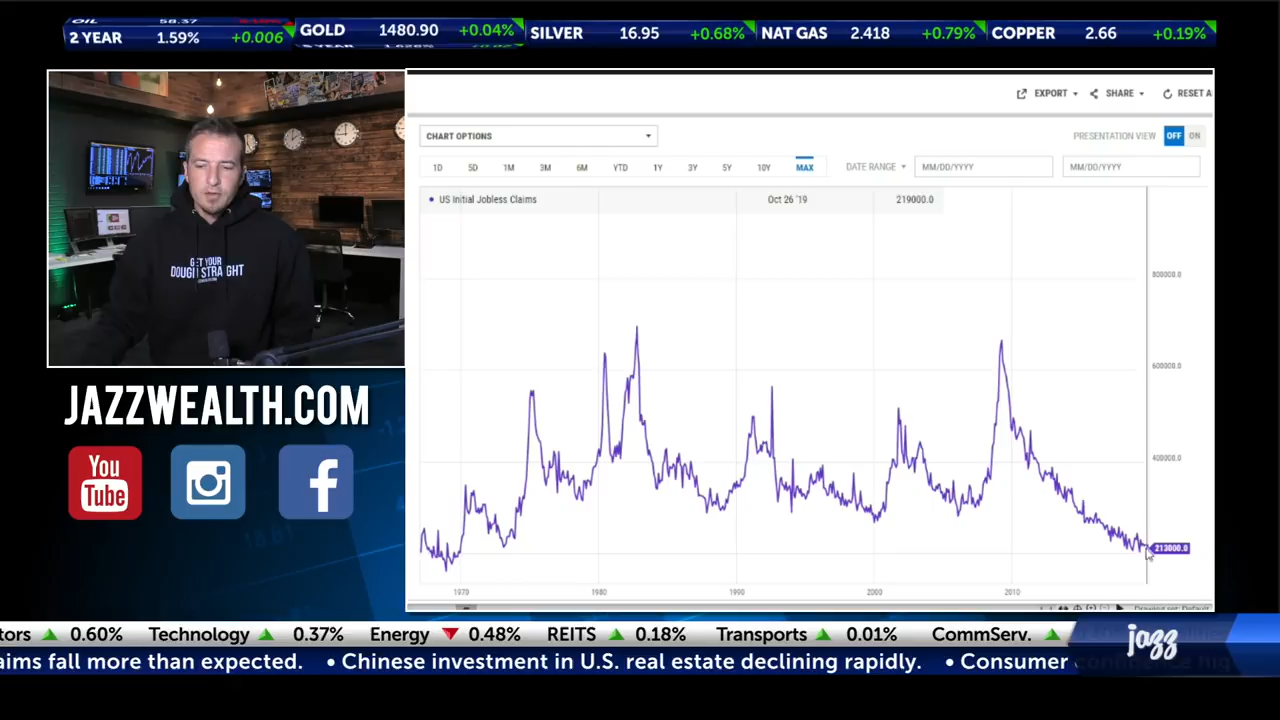 OIL 58.37
2 YEAR 1.59% +0.006
GOLD 1480.90 +0.04%
SILVER 16.95 +0.68%
NAT GAS 2.418 +0.79%
COPPER 2.66 +0.19%
EXPORT SHARE RESET A
CHART OPTIONS
PRESENTATION VIEW OFF ON
1D 5D 1M 3M 6M YTD 1Y 3Y 5Y 10Y MAX DATE RANGE MM/DD/YYYY MM/DD/YYYY
US Initial Jobless Claims Oct 26 '19 219000.0
800000.0
600000.0
400000.0
213000.0
1970 1980 1990 2000 2010
GET YOUR
DOUGH STRAIGHT
JAZZWEALTH.COM
You
Tube
f
tors 0.60% Technology 0.37% Energy 0.48% REITS 0.18% Transports 0.01% CommServ.
jazz
aims fall more than expected. • Chinese investment in U.S. real estate declining rapidly. • Consumer